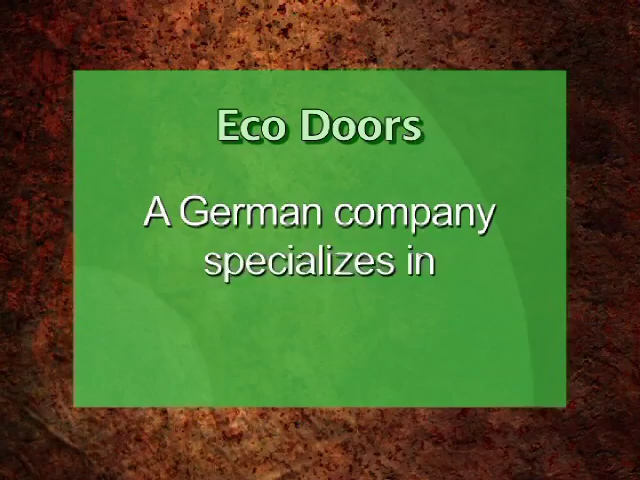 Eco Doors
A German company
specializes in